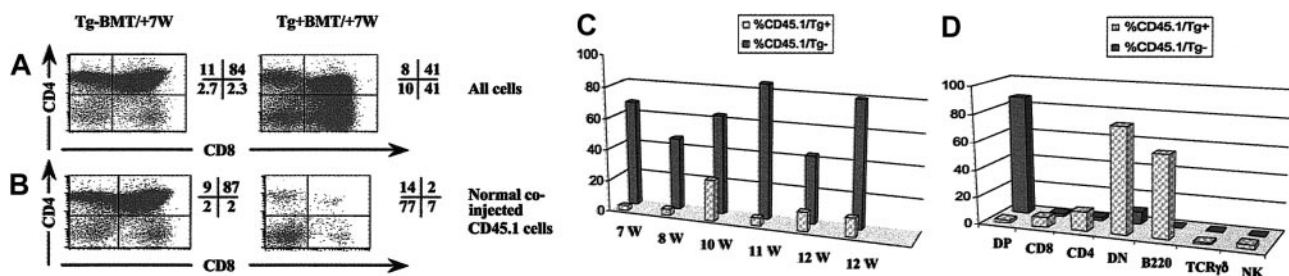 Tg-BMT/+7W
Tg+BMT/+7W
A
CD4
11 84
2.7 2.3
8 41
10 41
All cells
CD8
B
CD4
9 87
2 2
14 2
77 7
Normal co-
injected
CD45.1 cells
CD8
C
%CD45.1/Tg+
%CD45.1/Tg-
100
80
60
40
20
0
7 W
8 W
10 W
11 W
12 W
12 W
D
%CD45.1/Tg+
%CD45.1/Tg-
100
80
60
40
20
0
DP
CD8
CD4
DN
B220
TCRγδ
NK